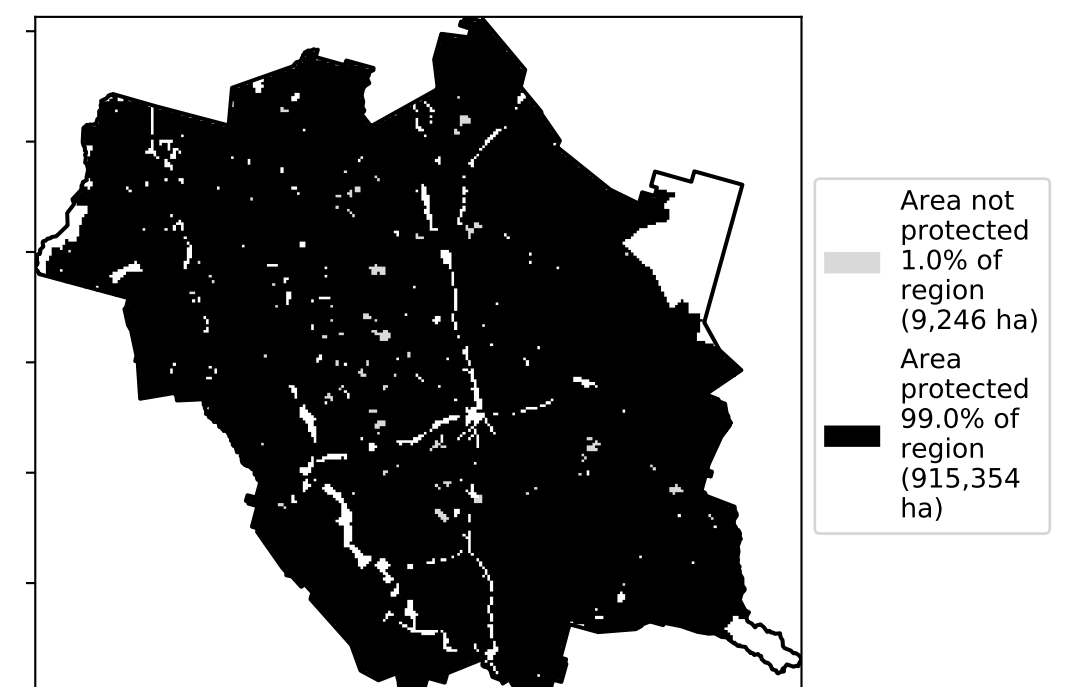 Area not
protected
1.0% of
region
(9,246 ha)
Area
protected
99.0% of
region
(915,354
ha)